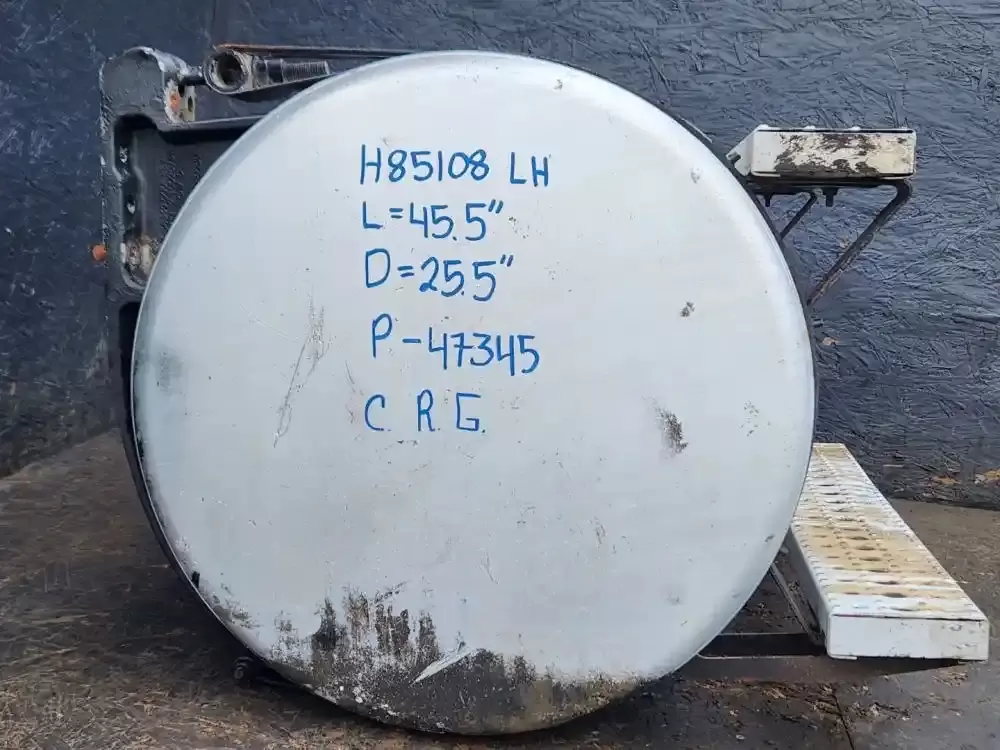 H85108 LH
L=45.5"
D=25.5"
P-47345
C. R.G.